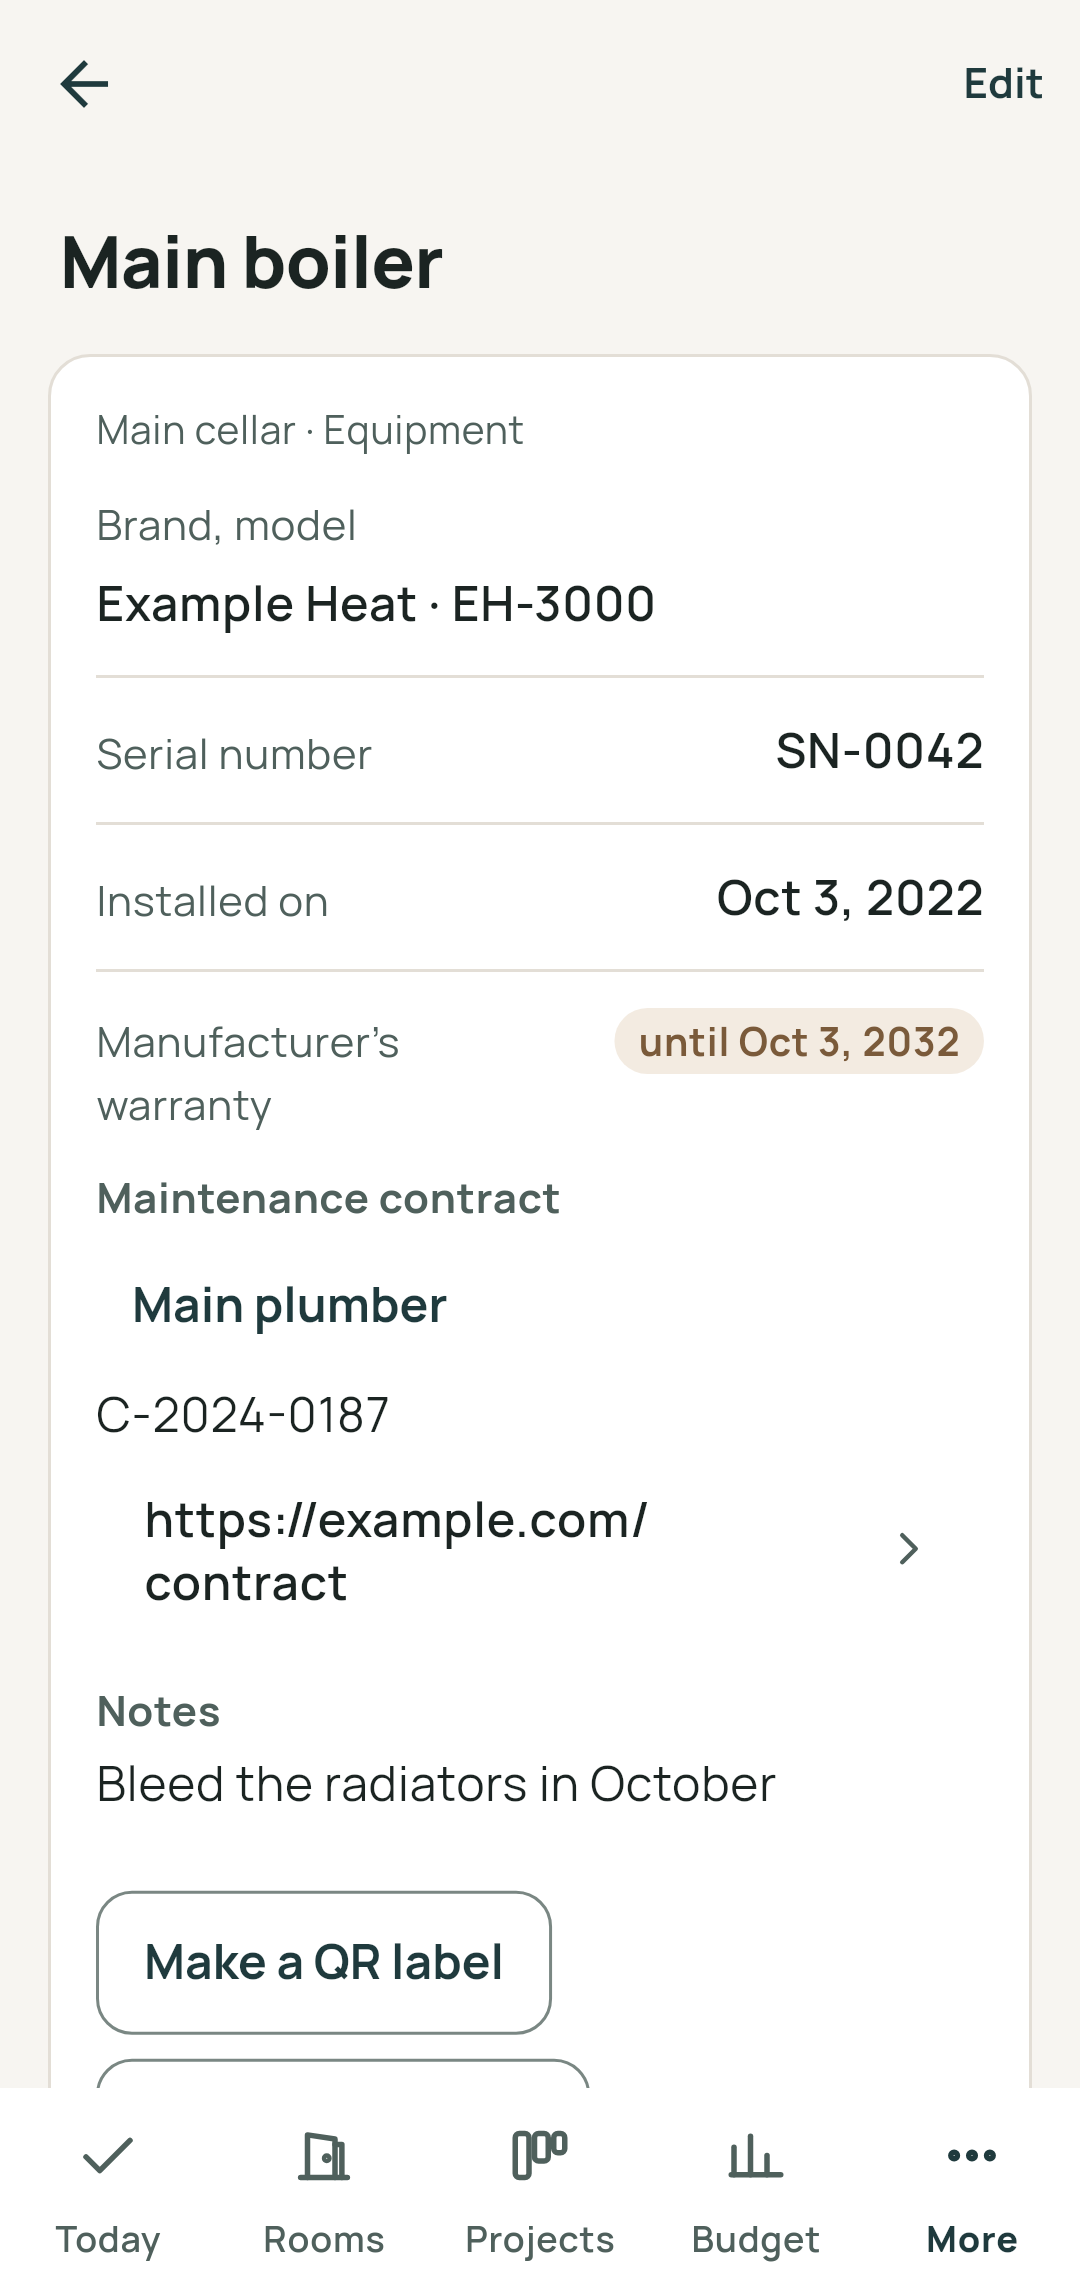 Edit
Main boiler
Main cellar · Equipment
Brand, model
Example Heat · EH-3000
Serial number
SN-0042
Installed on
Oct 3, 2022
Manufacturer’s
warranty
until Oct 3, 2032
Maintenance contract
Main plumber
C-2024-0187
https://example.com/
contract
Notes
Bleed the radiators in October
Make a QR label
Today
Rooms
Projects
Budget
More